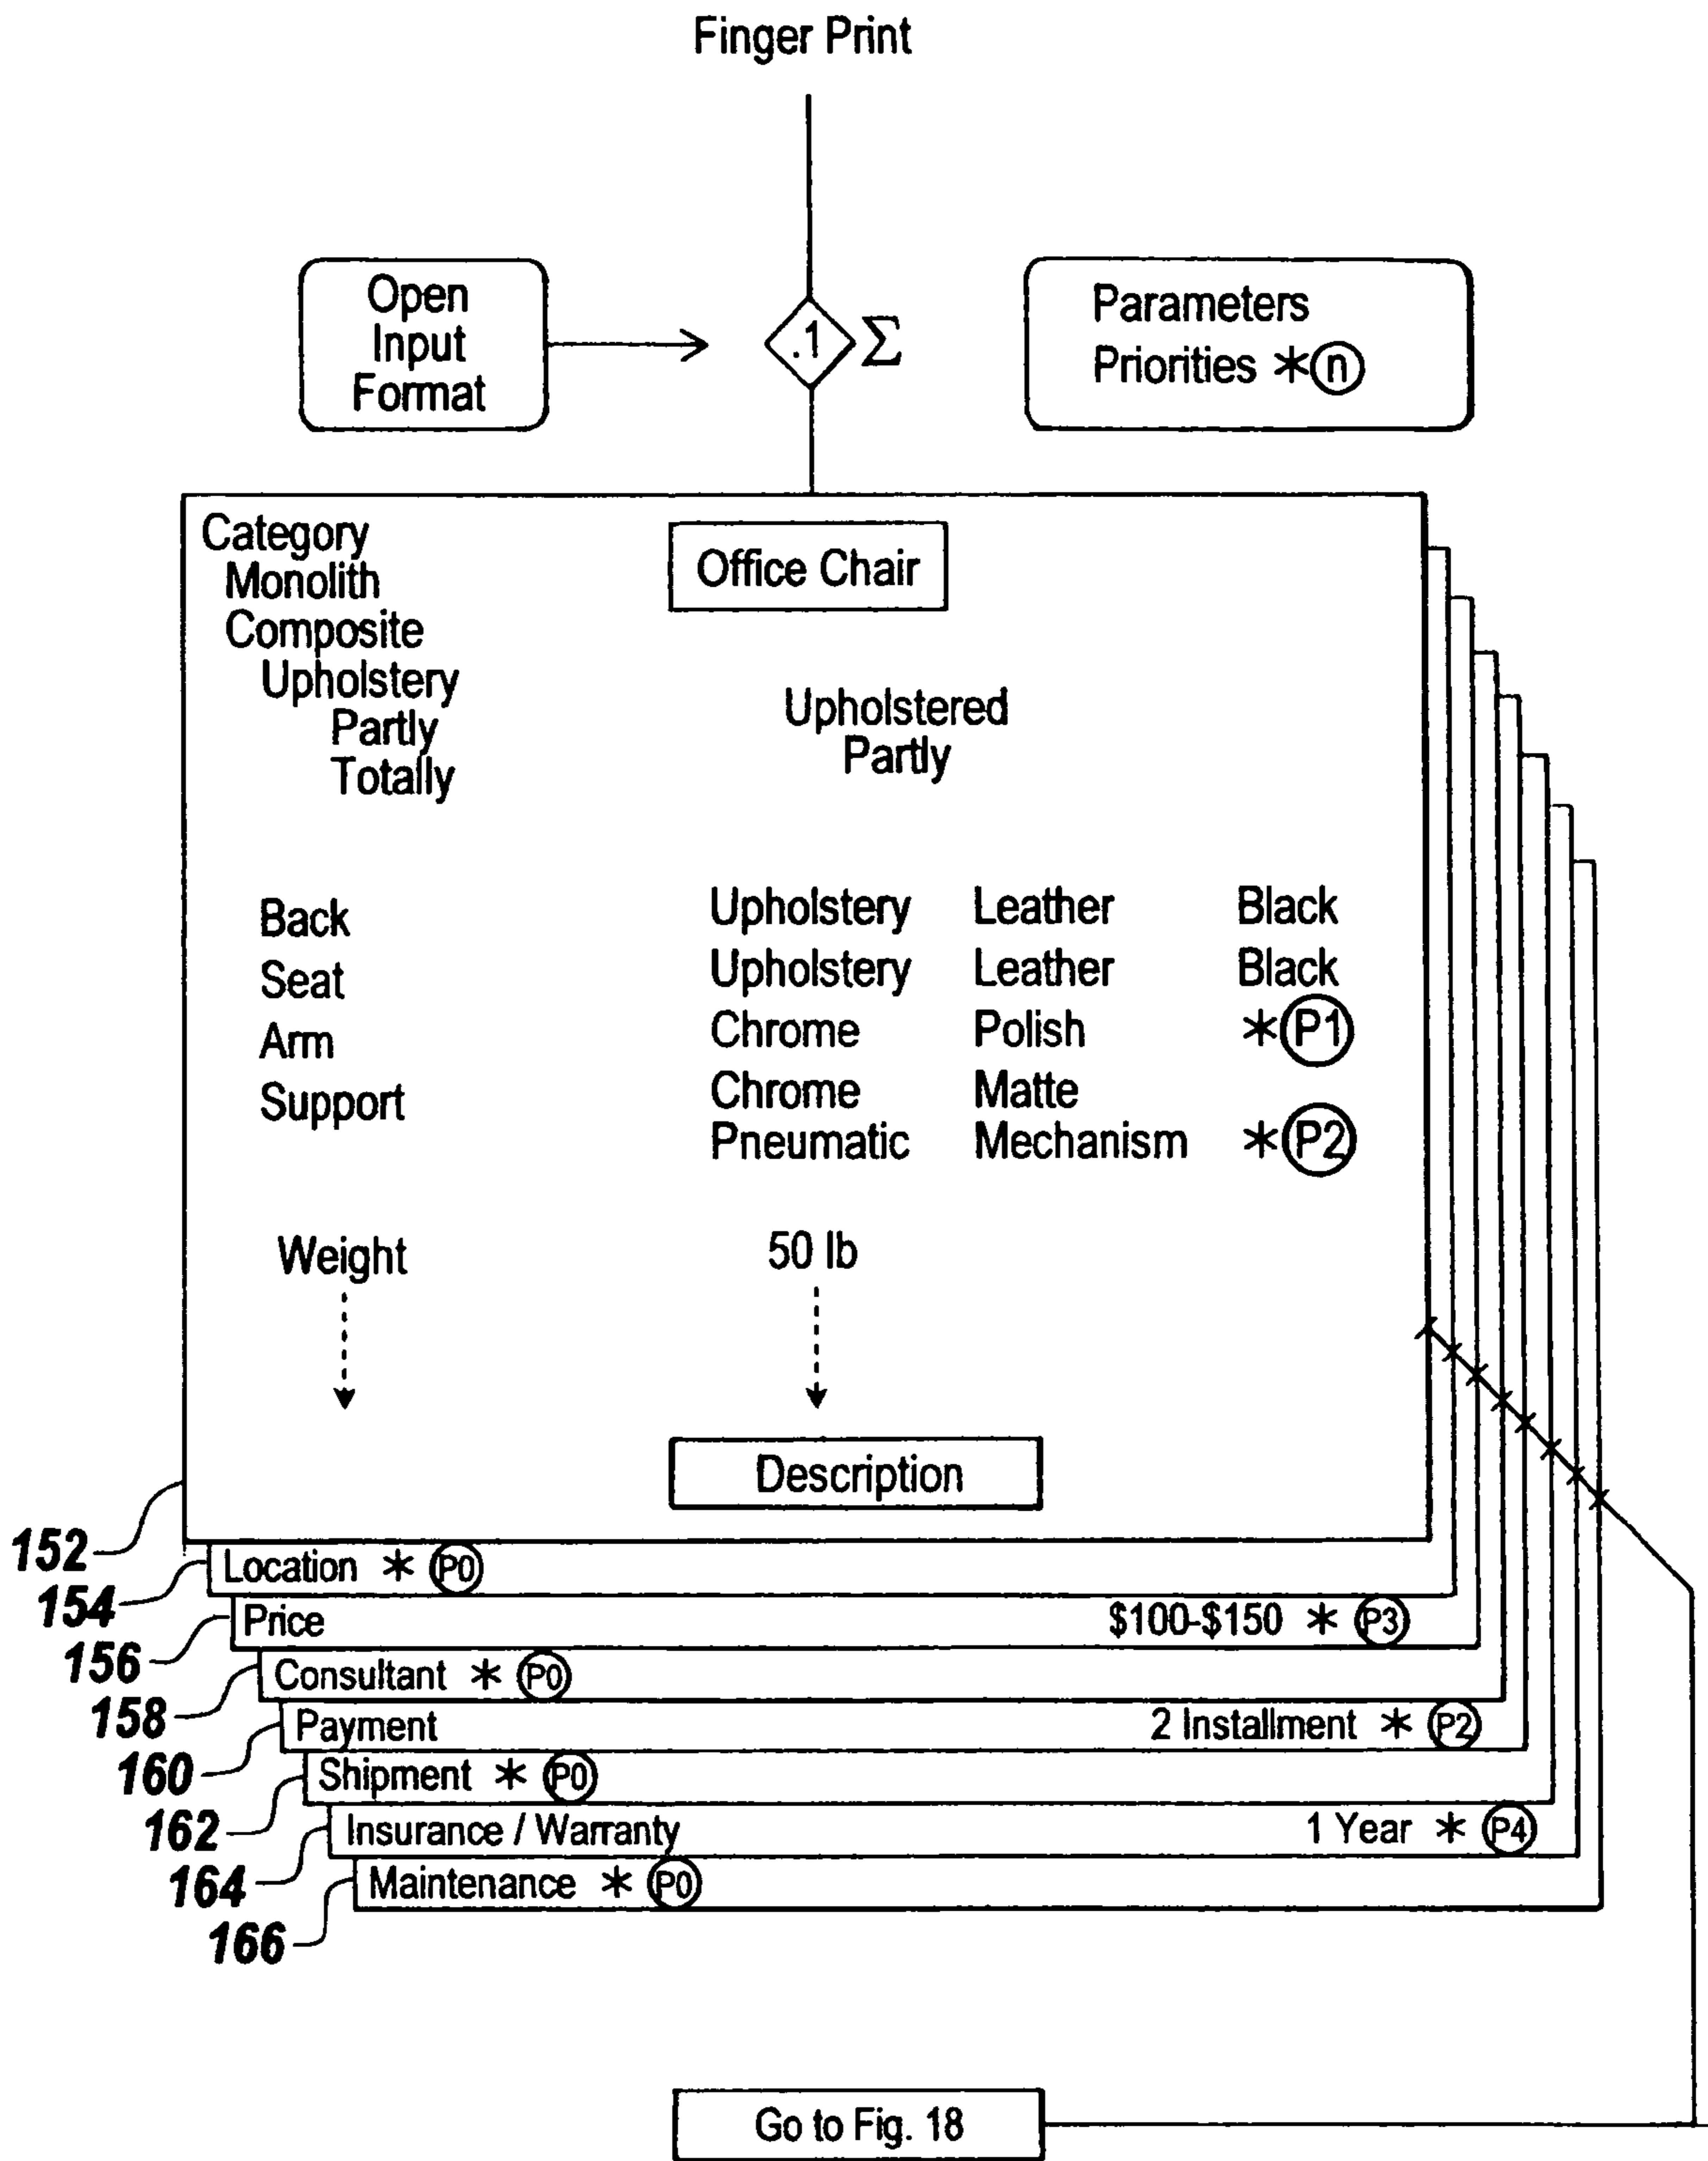 Finger Print
Open
Input
Format
.1 Σ
Parameters
Priorities *ⓝ
Category
Office Chair
Monolith
Composite
Upholstery
Partly
Totally
Upholstered
Partly
Back Upholstery Leather Black
Seat Upholstery Leather Black
Arm Chrome Polish * P1
Support Chrome Matte
Pneumatic Mechanism * P2
Weight 50 lb
Description
152
Location * P0
154
Price $100-$150 * P3
156
Consultant * P0
158
Payment 2 Installment * P2
160
Shipment * P0
162
Insurance / Warranty 1 Year * P4
164
Maintenance * P0
166
Go to Fig. 18